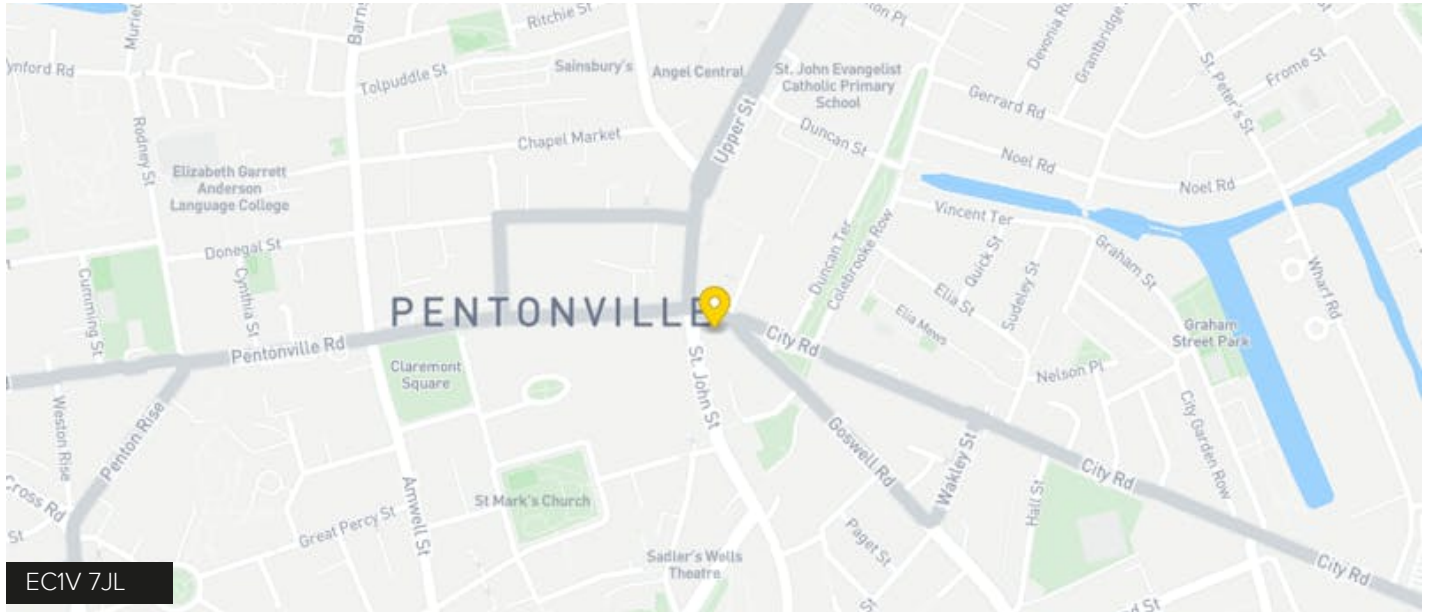 Muriel
Barns
Ritchie St
ynford Rd
Tolpuddle St
Sainsbury's
Angel Central
St. John Evangelist
Catholic Primary
School
Devonia R
Grantbridge
St. Peter's St
Frome St
Gerrard Rd
Upper St
Duncan St
Chapel Market
Noel Rd
Noel Rd
Rodney St
Elizabeth Garrett
Anderson
Language College
Vincent Ter
Donegal St
Duncan Ter
Colebrooke Row
Quick St
Graham St
Cumming St
Cynthia St
Elia St
Sudeley St
Wharf Rd
PENTONVILLE
Elia Mews
Graham
Street Park
City Rd
Pentonville Rd
Claremont
Square
St. John St
Nelson Pl
Weston Rise
Penton Rise
City Garden Row
Goswell Rd
Wakley St
City Rd
Cross Rd
Amwell St
St Mark's Church
Hall St
Great Percy St
Paget St
St
Sadler's Wells
Theatre
City Rd
EC1V 7JL
St
d St